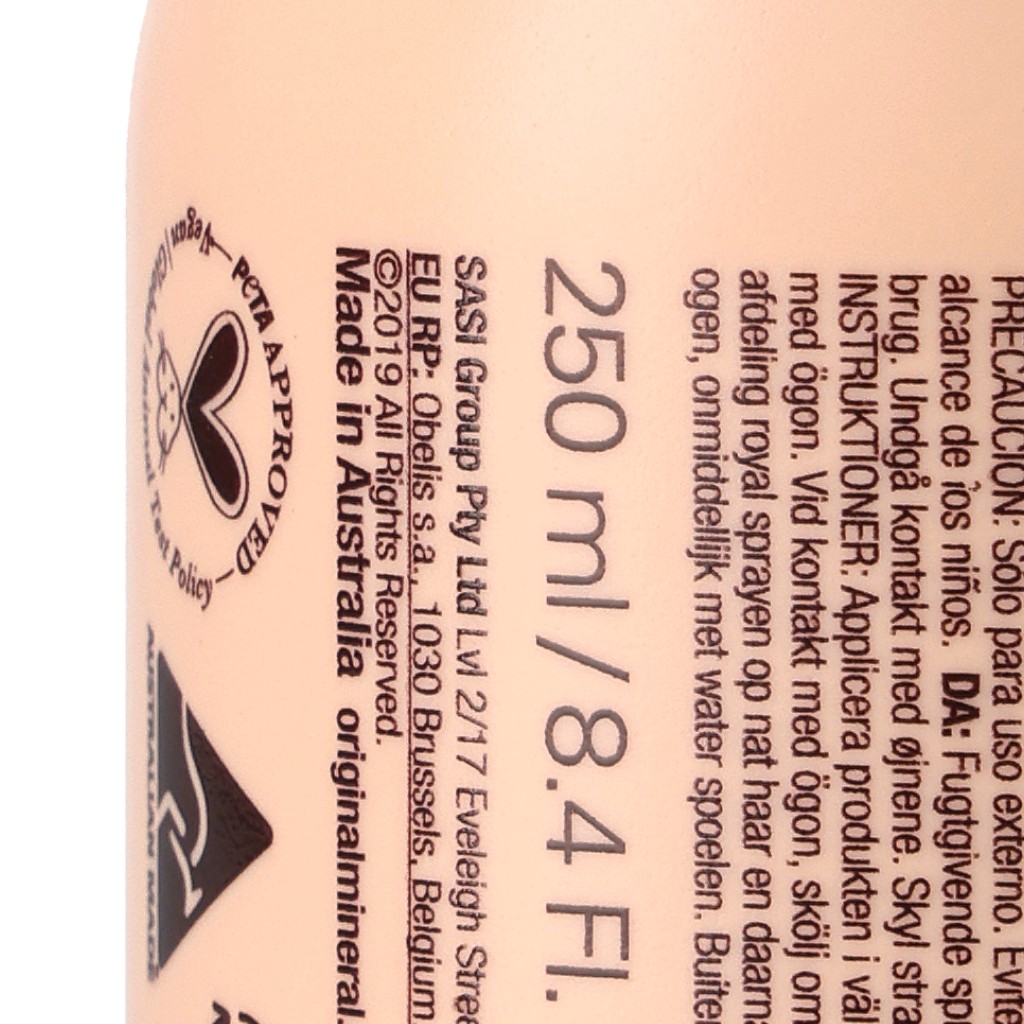 PRECAUCIÓN: Sólo para uso externo. Evite
alcance de los niños. DA: Fugtgivende sp
brug. Undgå kontakt med øjnene. Skyl stra
INSTRUKTIONER: Applicera produkten i väl
med ögon. Vid kontakt med ögon, skölj om
afdeling royal sprayen op nat haar en daarna
ogen, onmiddellijk met water spoelen. Buiten
250 ml / 8.4 Fl.
SASI Group Pty Ltd Lvl 2/17 Eveleigh Stree
EU RP: Obelis s.a, 1030 Brussels, Belgium
©2019 All Rights Reserved.
Made in Australia originalmineral.
PETA APPROVED
Vegan/Global Animal Test Policy
AUSTRALIAN MADE